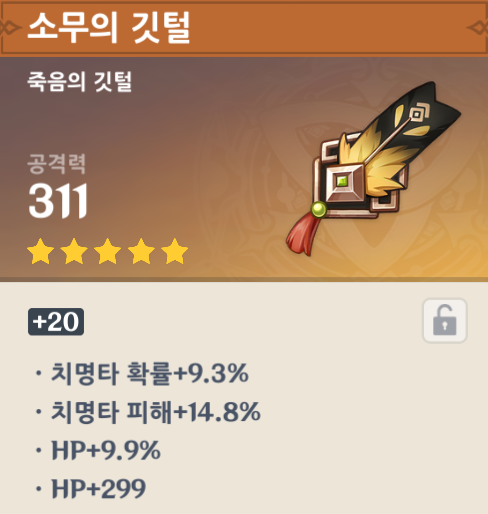 소무의 깃털
죽음의 깃털
공격력
311
+20
· 치명타 확률+9.3%
· 치명타 피해+14.8%
· HP+9.9%
· HP+299